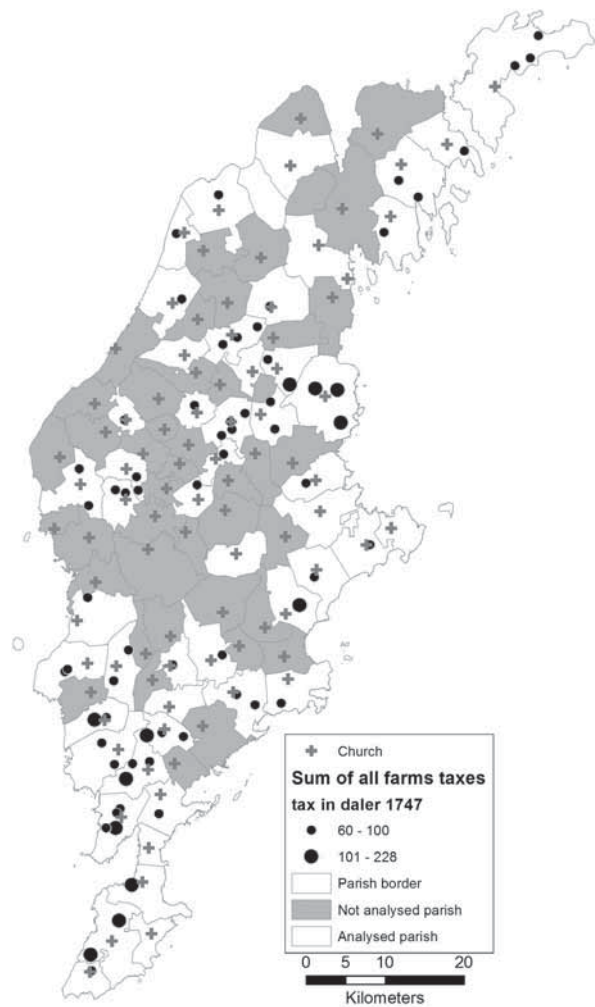 Church
Sum of all farms taxes
tax in daler 1747
60 - 100
101 - 228
Parish border
Not analysed parish
Analysed parish
0 5 10 20
Kilometers